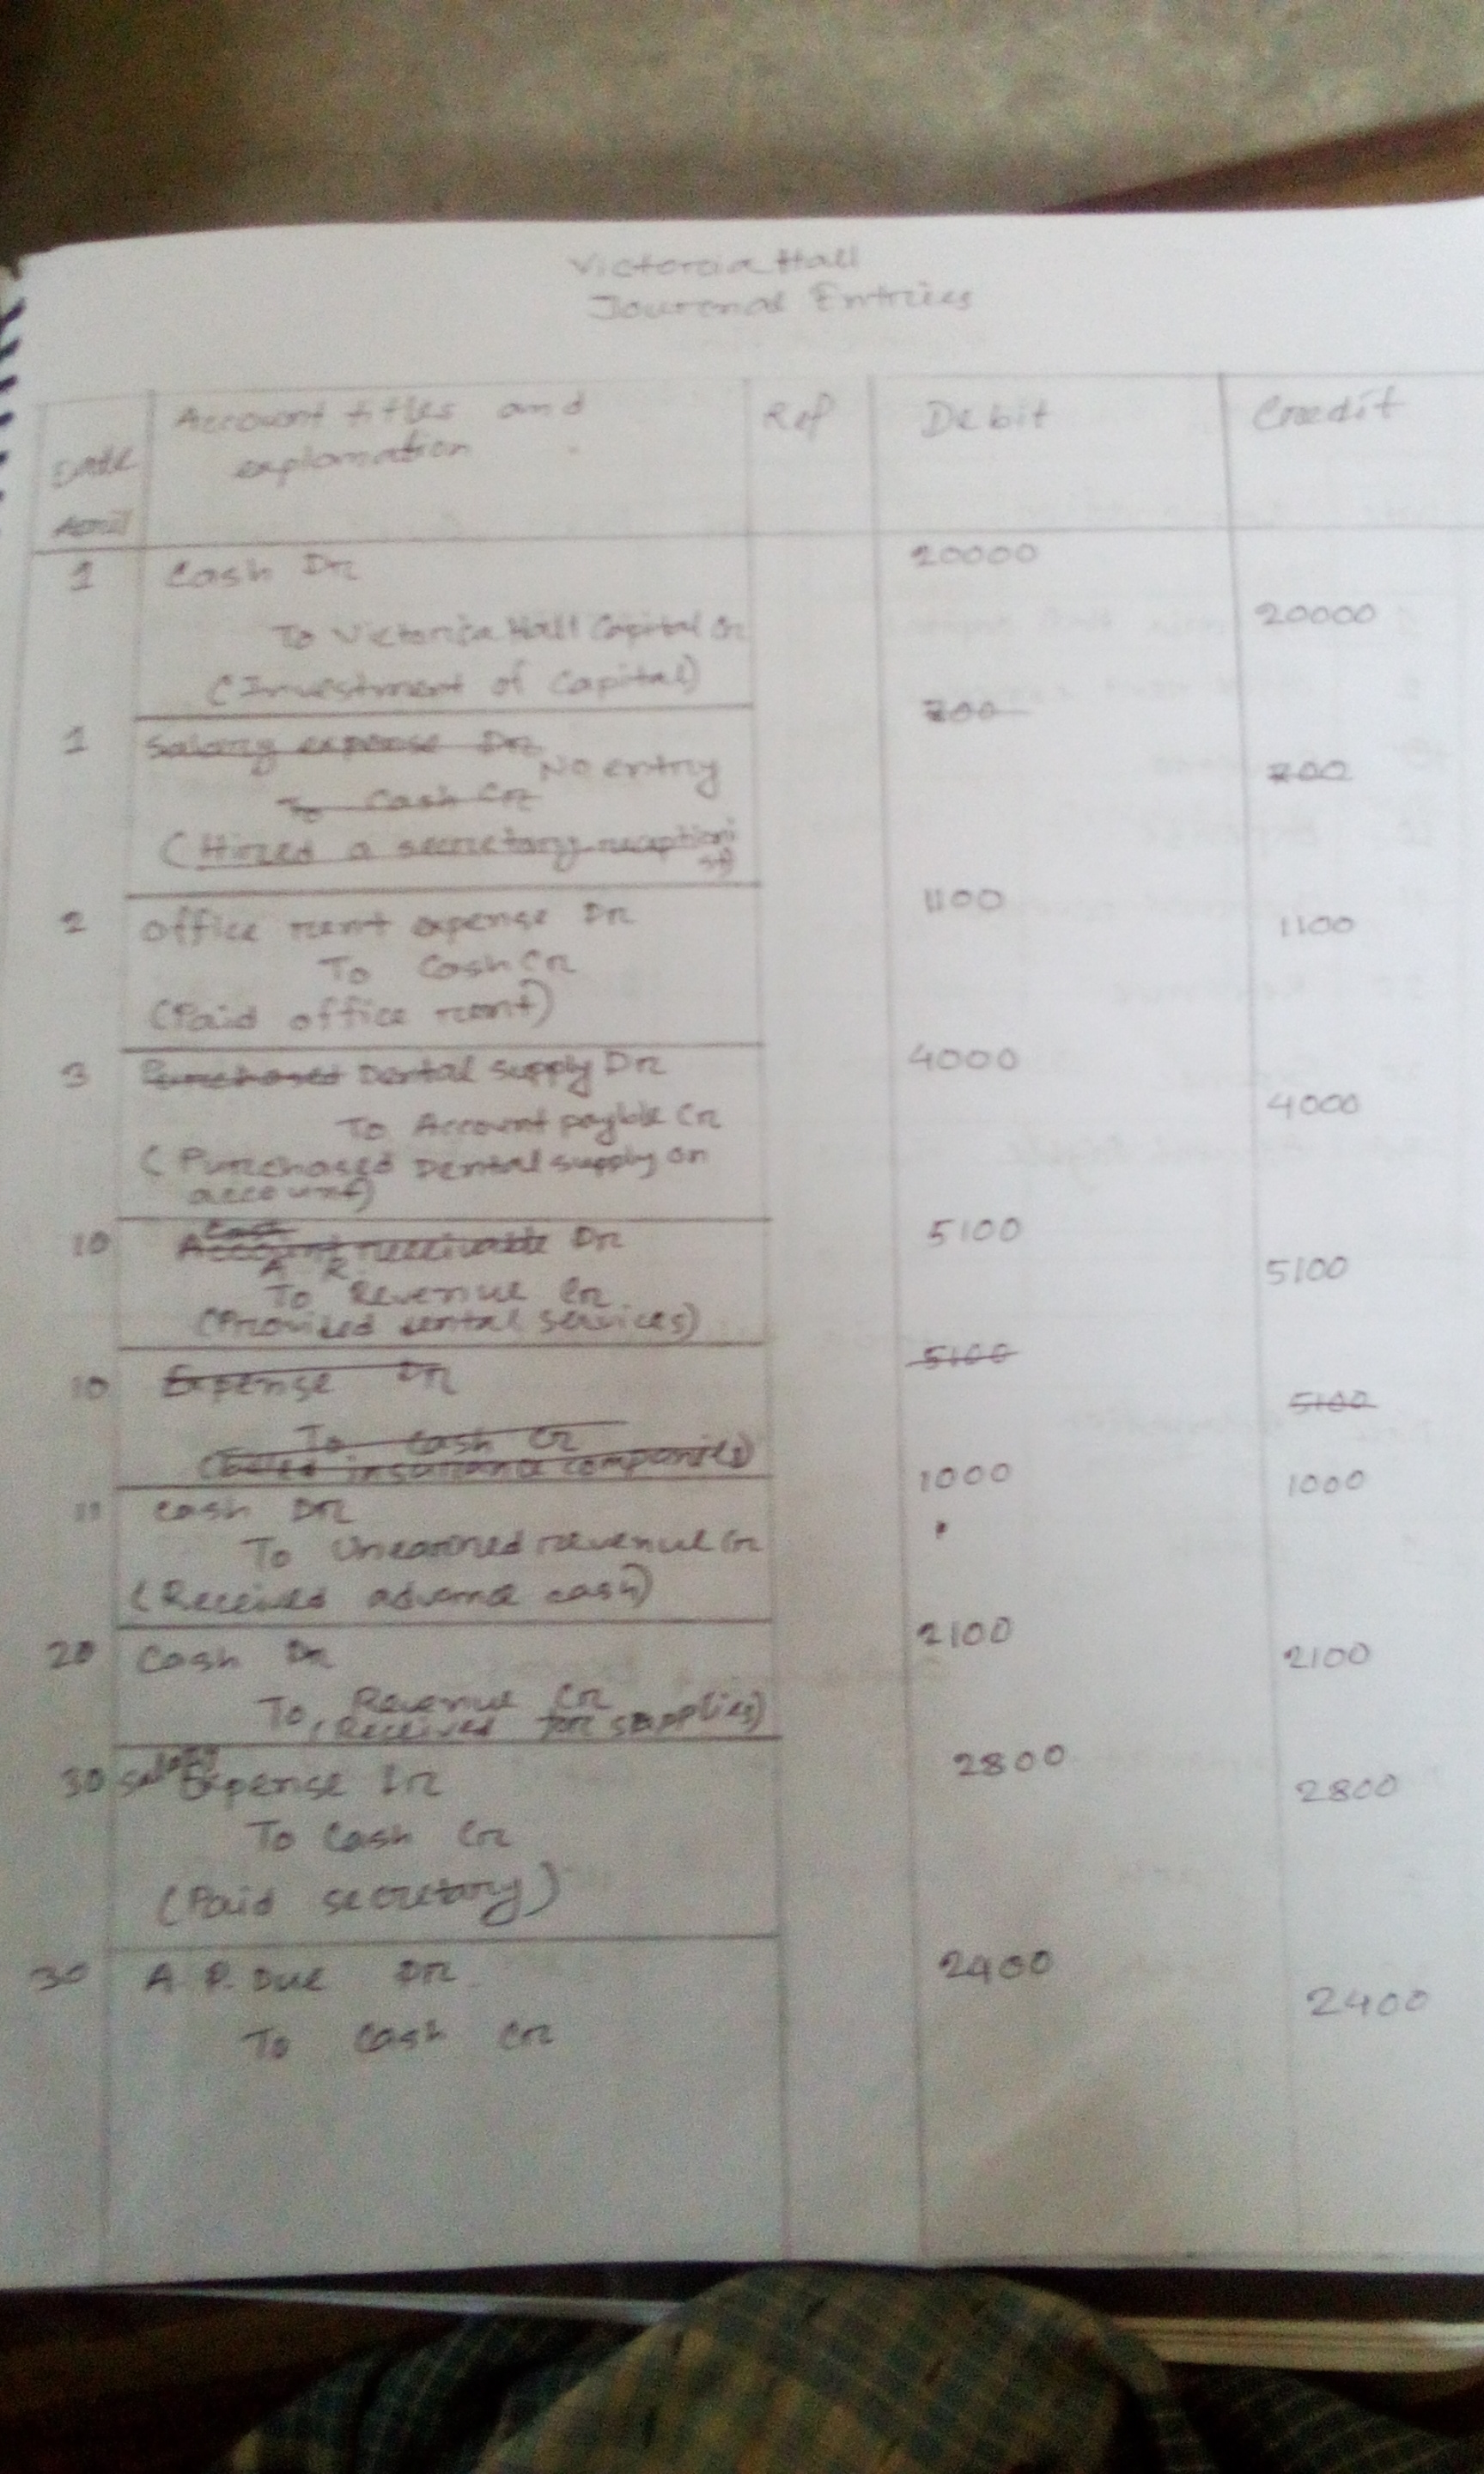 Victoria Hall
Journal Entries
Date
April
Account titles and
explanation
Ref
Debit
Credit
1 Cash Dr 20000
To Victoria Hall Capital Cr 20000
(Investment of Capital)
1 Salary expense Dr 700
No entry
To Cash Cr 700
(Hired a secretary receptioni
st)
2 office rent expense Dr 1100
To Cash Cr 1100
(Paid office rent)
3 Purchased Dental supply Dr 4000
To Account payble Cr 4000
(Purchased Dental supply on
account)
10 Account receivable Dr 5100
Cash
A R
To Revenue Cr 5100
(Provided dental services)
10 Expense Dr 5100
To Cash Cr 5100
insurance companies)
11 cash Dr 1000
To Unearned revenue Cr 1000
(Received advance cash)
20 Cash Dr 2100
To Revenue Cr 2100
(Received for supplies)
30 Salary Expense Dr 2800
To Cash Cr 2800
(Paid secretary)
30 A. P. Due Dr 2400
To Cash Cr 2400